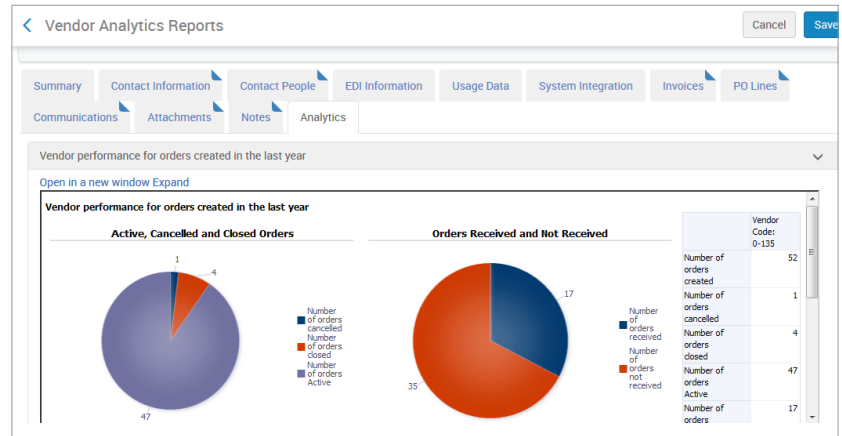 Vendor Analytics Reports
Cancel
Save
Summary
Contact Information
Contact People
EDI Information
Usage Data
System Integration
Invoices
PO Lines
Communications
Attachments
Notes
Analytics
Vendor performance for orders created in the last year
Open in a new window Expand
Vendor performance for orders created in the last year
Active, Cancelled and Closed Orders
1
4
47
Number
of orders
cancelled
Number
of orders
closed
Number
of orders
Active
Orders Received and Not Received
17
35
Number
of
orders
received
Number
of
orders
not
received
Vendor
Code:
0-135
Number of 52
orders
created
Number of 1
orders
cancelled
Number of 4
orders
closed
Number of 47
orders
Active
Number of 17
orders